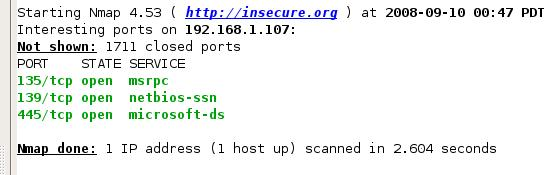 Starting Nmap 4.53 ( http://insecure.org ) at 2008-09-10 00:47 PDT
Interesting ports on 192.168.1.107:
Not shown: 1711 closed ports
PORT    STATE SERVICE
135/tcp open  msrpc
139/tcp open  netbios-ssn
445/tcp open  microsoft-ds
Nmap done: 1 IP address (1 host up) scanned in 2.604 seconds